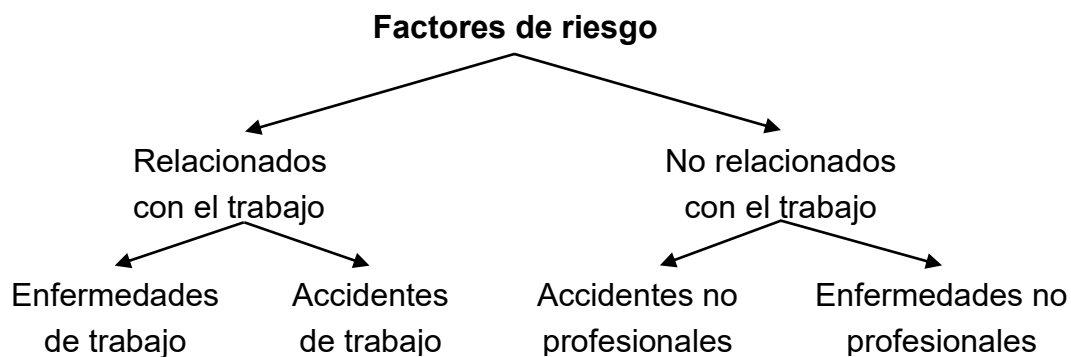 Factores de riesgo
Relacionados
con el trabajo
No relacionados
con el trabajo
Enfermedades
de trabajo
Accidentes
de trabajo
Accidentes no
profesionales
Enfermedades no
profesionales